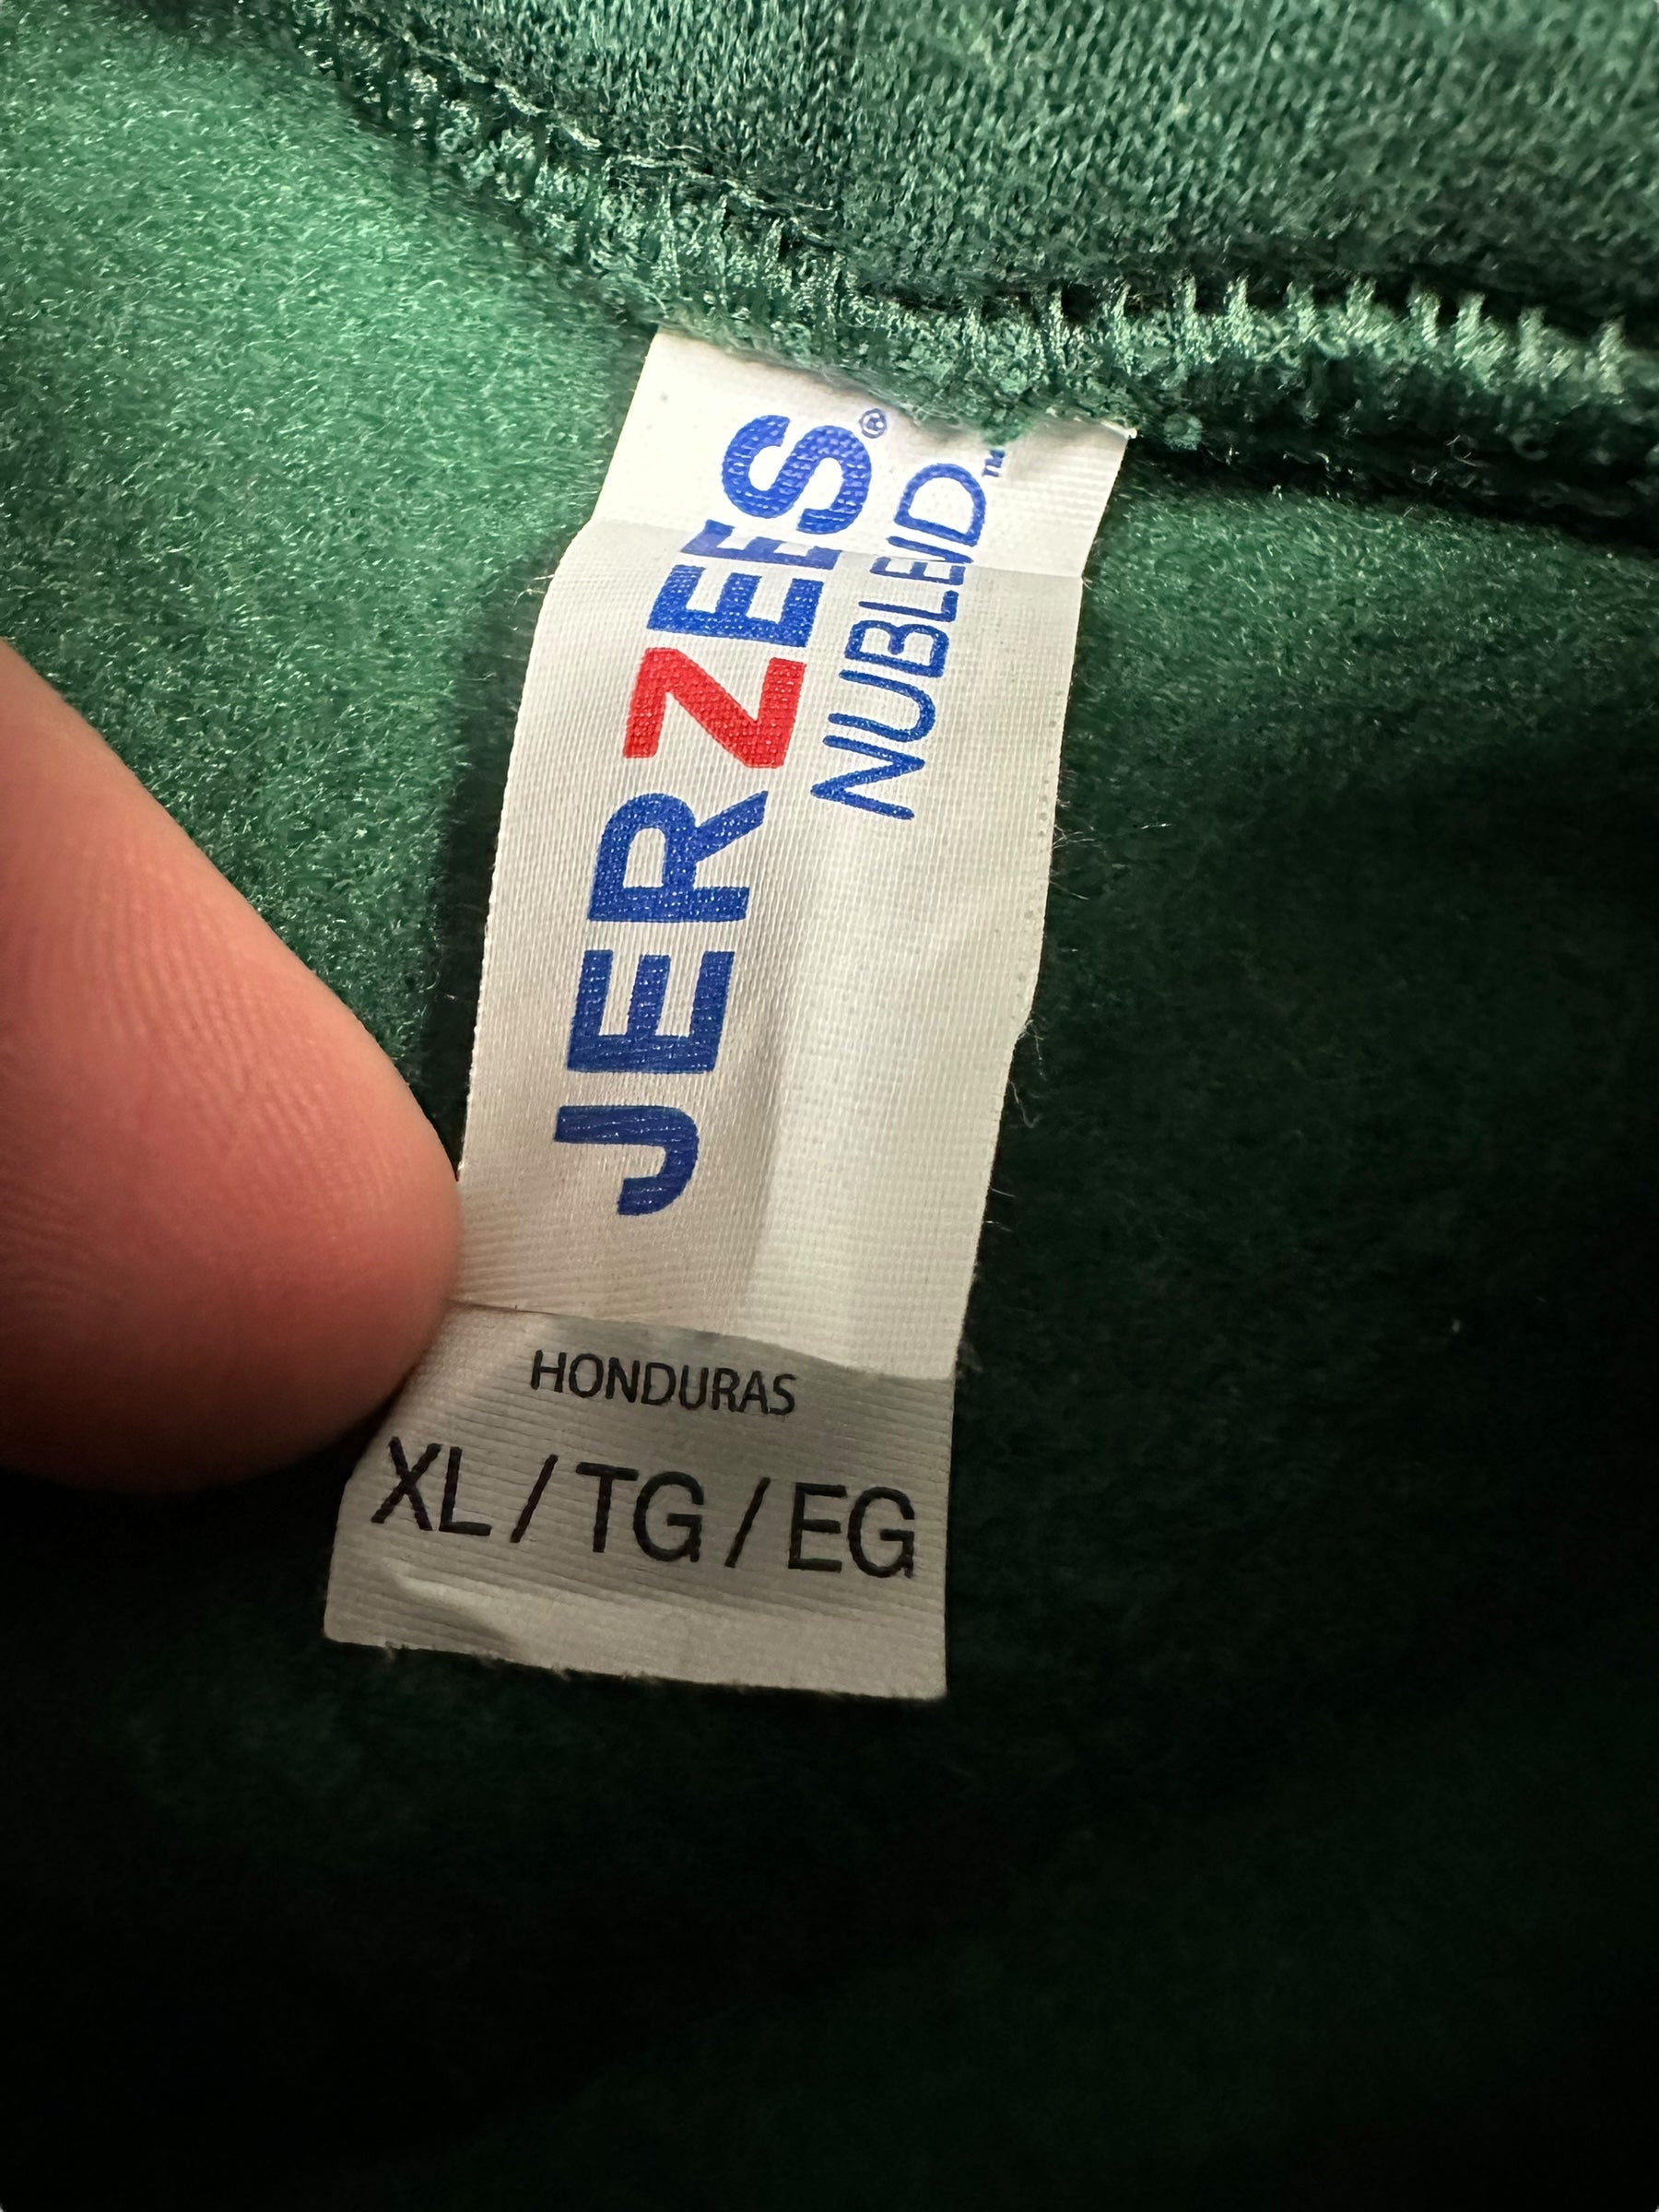 JERZEES®
NUBLEND™
HONDURAS
XL / TG / EG